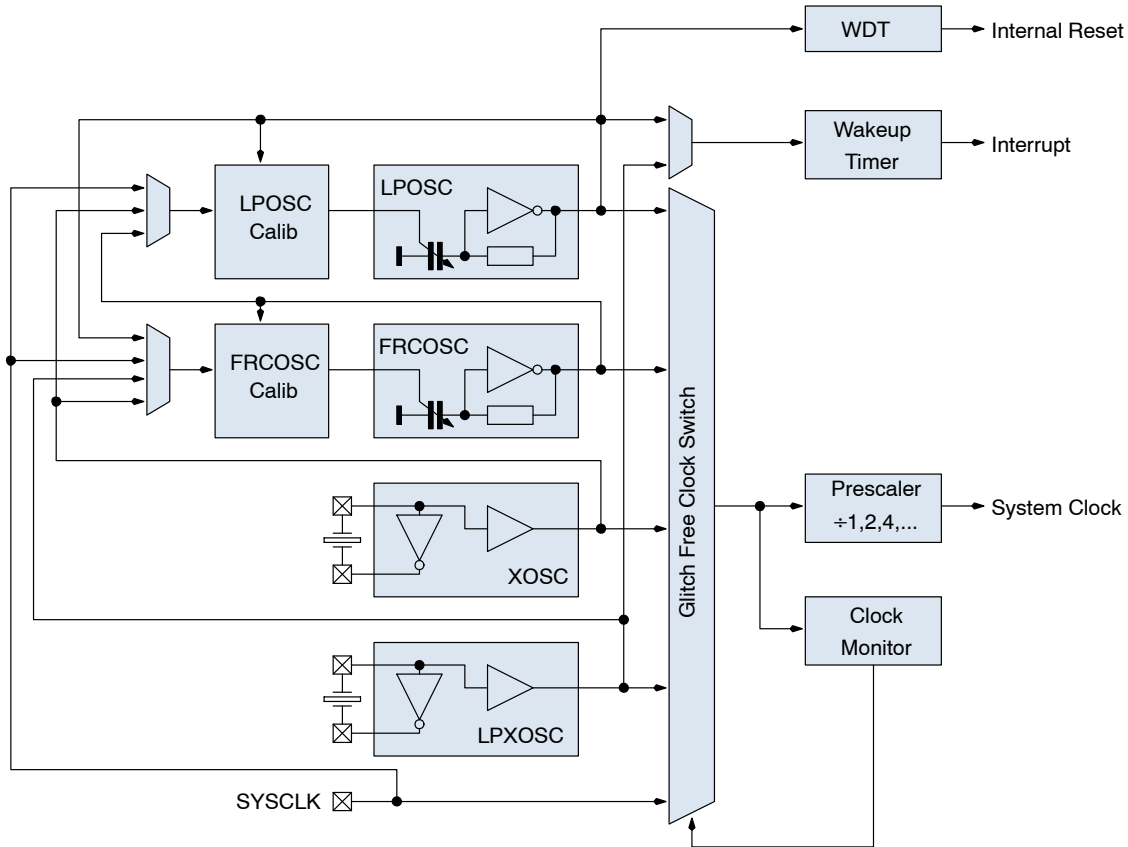 WDT
Internal Reset
Wakeup
Timer
Interrupt
LPOSC
Calib
LPOSC
FRCOSC
Calib
FRCOSC
Glitch Free Clock Switch
Prescaler
÷1,2,4,...
System Clock
XOSC
Clock
Monitor
LPXOSC
SYSCLK